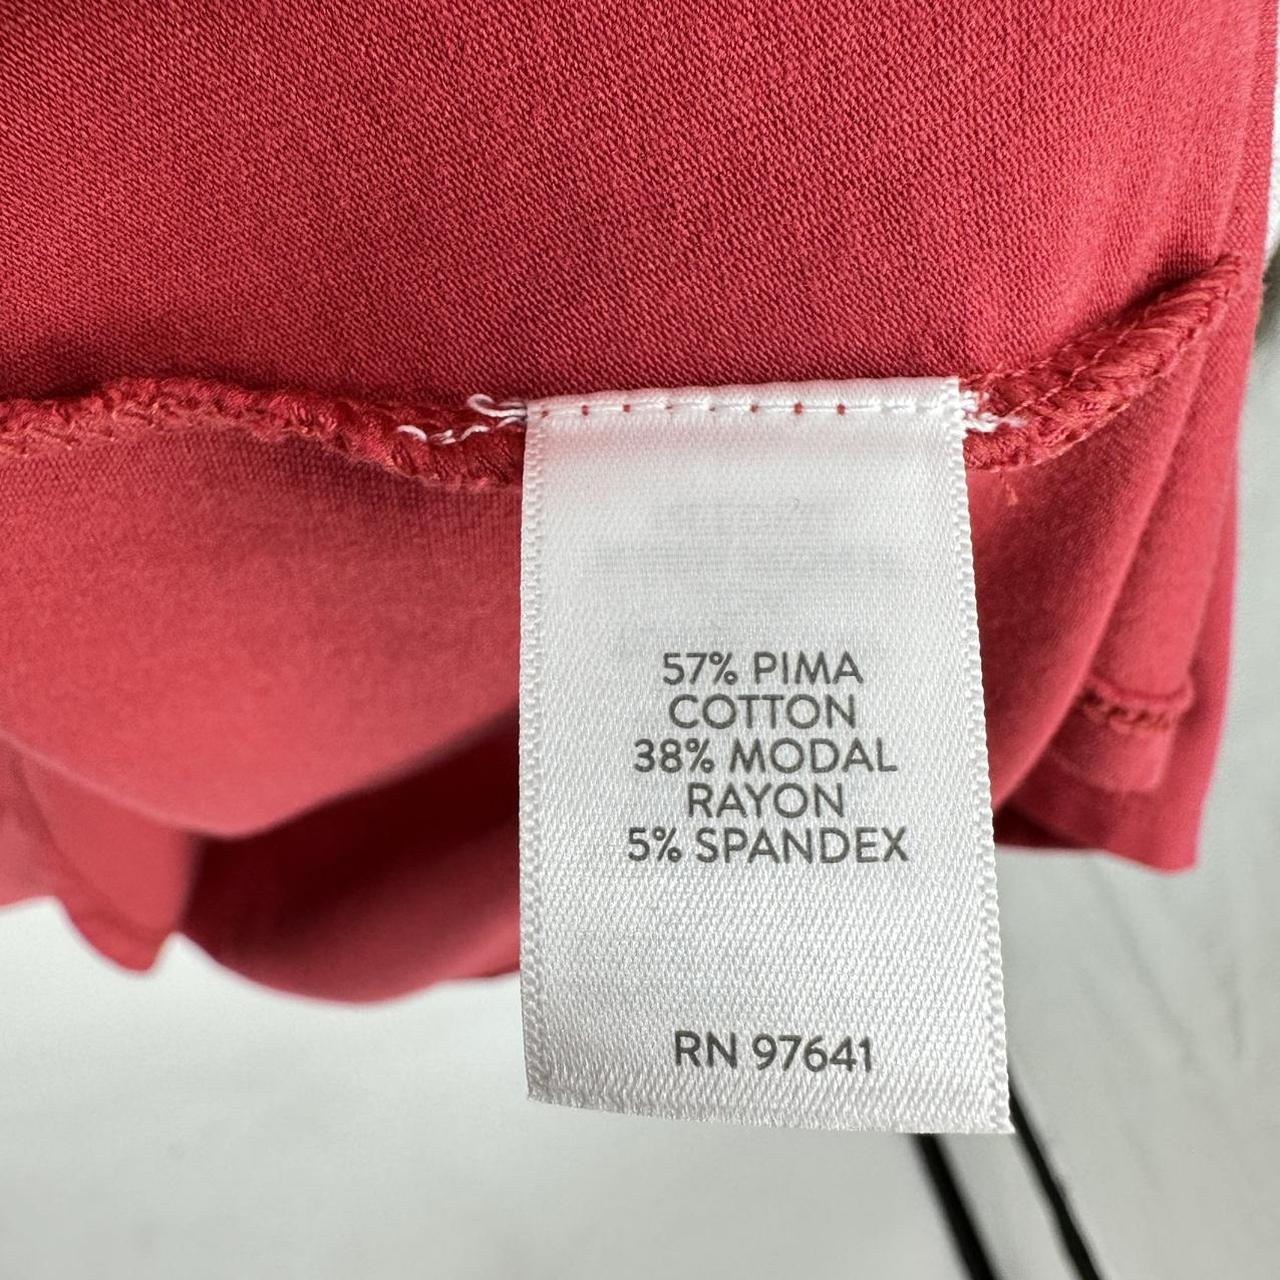 57% PIMA
COTTON
38% MODAL
RAYON
5% SPANDEX
RN 97641